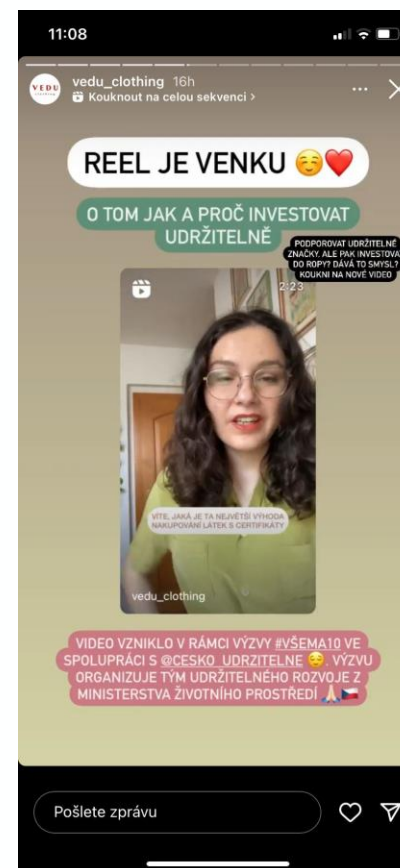 11:08
VEDU
vedu_clothing 16h
Kouknout na celou sekvenci >
REEL JE VENKU 😌❤️
O TOM JAK A PROČ INVESTOVAT
UDRŽITELNĚ
PODPOROVAT UDRŽITELNÉ
ZNAČKY, ALE PAK INVESTOVAT
DO ROPY? DÁVÁ TO SMYSL?
KOUKNI NA NOVÉ VIDEO
2:23
VÍTE, JAKÁ JE TA NEJVĚTŠÍ VÝHODA
NAKUPOVÁNÍ LÁTEK S CERTIFIKÁTY
vedu_clothing
VIDEO VZNIKLO V RÁMCI VÝZVY #VŠEMA10 VE
SPOLUPRÁCI S @CESKO_UDRZITELNE 😌. VÝZVU
ORGANIZUJE TÝM UDRŽITELNÉHO ROZVOJE Z
MINISTERSTVA ŽIVOTNÍHO PROSTŘEDÍ 🙏🏻🇨🇿
Pošlete zprávu